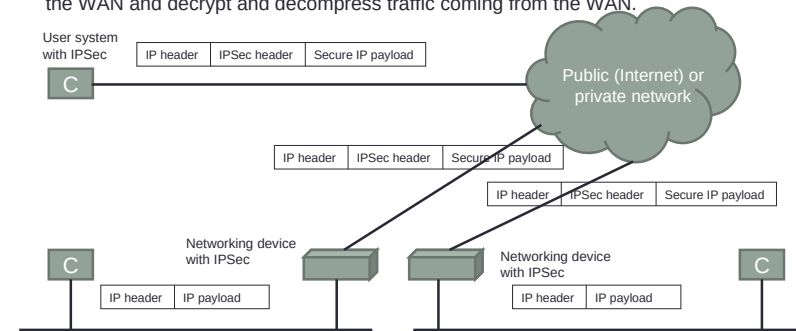 the WAN and decrypt and decompress traffic coming from the WAN.
User system
with IPSec
IP header IPSec header Secure IP payload
C
Public (Internet) or
private network
IP header IPSec header Secure IP payload
IP header IPSec header Secure IP payload
Networking device
with IPSec
Networking device
with IPSec
C
C
IP header IP payload
IP header IP payload